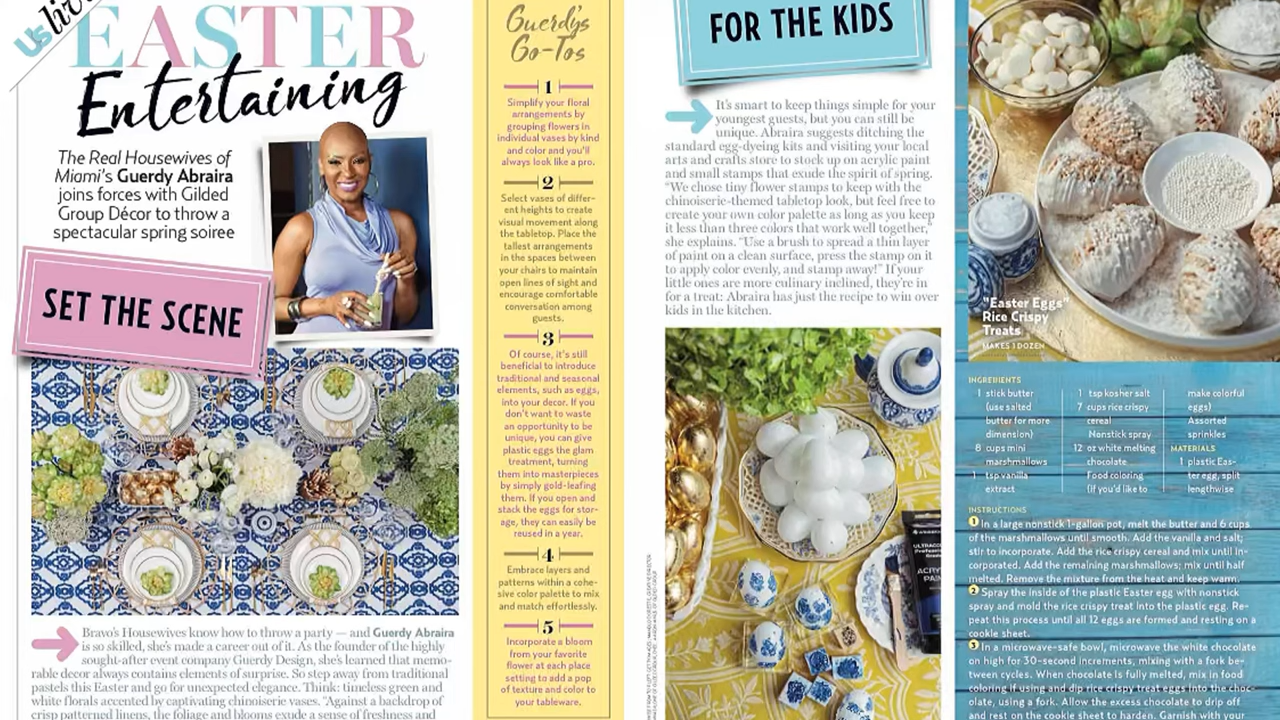 Us
EASTER
Entertaining
The Real Housewives of
Miami's Guerdy Abraira
joins forces with Gilded
Group Décor to throw a
spectacular spring soiree
SET THE SCENE
Bravo's Housewives know how to throw a party — and Guerdy Abraira
is so skilled, she's made a career out of it. As the founder of the highly
sought-after event company Guerdy Design, she's learned that memo-
rable decor always contains elements of surprise. So step away from traditional
pastels this Easter and go for unexpected elegance. Think: timeless green and
white florals accented by captivating chinoiserie vases. "Against a backdrop of
crisp patterned linens, the foliage and blooms exude a sense of freshness and
Guerdy's
Go-Tos
1
Simplify your floral
arrangements by
grouping flowers in
individual vases by kind
and color and you'll
always look like a pro.
2
Select vases of differ-
ent heights to create
visual movement along
the tabletop. Place the
tallest arrangements
in the spaces between
your chairs to maintain
open lines of sight and
encourage comfortable
conversation among
guests.
3
Of course, it's still
beneficial to introduce
traditional and seasonal
elements, such as eggs,
into your decor. If you
don't want to waste
an opportunity to be
unique, you can give
plastic eggs the glam
treatment, turning
them into masterpieces
by simply gold-leafing
them. If you open and
stack the eggs for stor-
age, they can easily be
reused in a year.
4
Embrace layers and
patterns within a cohe-
sive color palette to mix
and match effortlessly.
5
Incorporate a bloom
from your favorite
flower at each place
setting to add a pop
of texture and color to
your tableware.
FOR THE KIDS
It's smart to keep things simple for your
youngest guests, but you can still be
unique. Abraira suggests ditching the
standard egg-dyeing kits and visiting your local
arts and crafts store to stock up on acrylic paint
and small stamps that exude the spirit of spring.
"We chose tiny flower stamps to keep with the
chinoiserie-themed tabletop look, but feel free to
create your own color palette as long as you keep
it less than three colors that work well together,"
she explains. "Use a brush to spread a thin layer
of paint on a clean surface, press the stamp on it
to apply color evenly, and stamp away!" If your
little ones are more culinary inclined, they're in
for a treat: Abraira has just the recipe to win over
kids in the kitchen.
"Easter Eggs"
Rice Crispy
Treats
MAKES 1 DOZEN
INGREDIENTS
1 stick butter
(use salted
butter for more
dimension)
8 cups mini
marshmallows
1 tsp vanilla
extract
1 tsp kosher salt
7 cups rice crispy
cereal
Nonstick spray
12 oz white melting
chocolate
Food coloring
(if you'd like to
make colorful
eggs)
Assorted
sprinkles
MATERIALS
1 plastic Eas-
ter egg, split
lengthwise
INSTRUCTIONS
1 In a large nonstick 1-gallon pot, melt the butter and 6 cups
of the marshmallows until smooth. Add the vanilla and salt;
stir to incorporate. Add the rice crispy cereal and mix until in-
corporated. Add the remaining marshmallows; mix until half
melted. Remove the mixture from the heat and keep warm.
2 Spray the inside of the plastic Easter egg with nonstick
spray and mold the rice crispy treat into the plastic egg. Re-
peat this process until all 12 eggs are formed and resting on a
cookie sheet.
3 In a microwave-safe bowl, microwave the white chocolate
on high for 30-second increments, mixing with a fork be-
tween cycles. When chocolate is fully melted, mix in food
coloring if using and dip rice crispy treat eggs into the choc-
olate, using a fork. Allow the excess chocolate to drip off
and rest on the cookie sheet to harden. Garnish with your